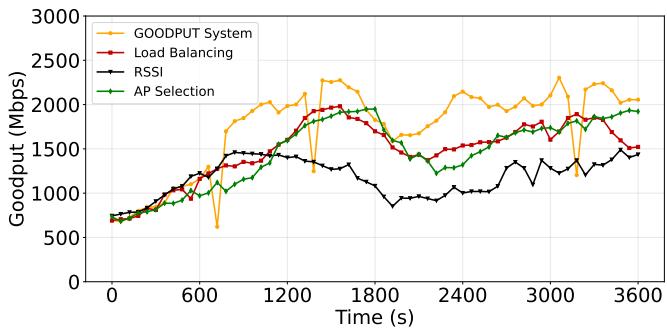 GOODPUT System
Load Balancing
RSSI
AP Selection
Goodput (Mbps)
3000
2500
2000
1500
1000
500
0
0 600 1200 1800 2400 3000 3600
Time (s)